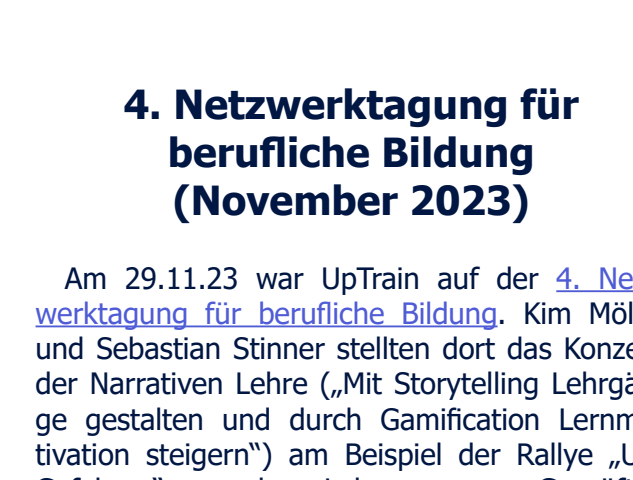 4. Netzwerktagung für
berufliche Bildung
(November 2023)
Am 29.11.23 war UpTrain auf der 4. Ne
werktagung für berufliche Bildung. Kim Möl
und Sebastian Stinner stellten dort das Konze
der Narrativen Lehre („Mit Storytelling Lehrgä
ge gestalten und durch Gamification Lernm
tivation steigern“) am Beispiel der Rallye „U